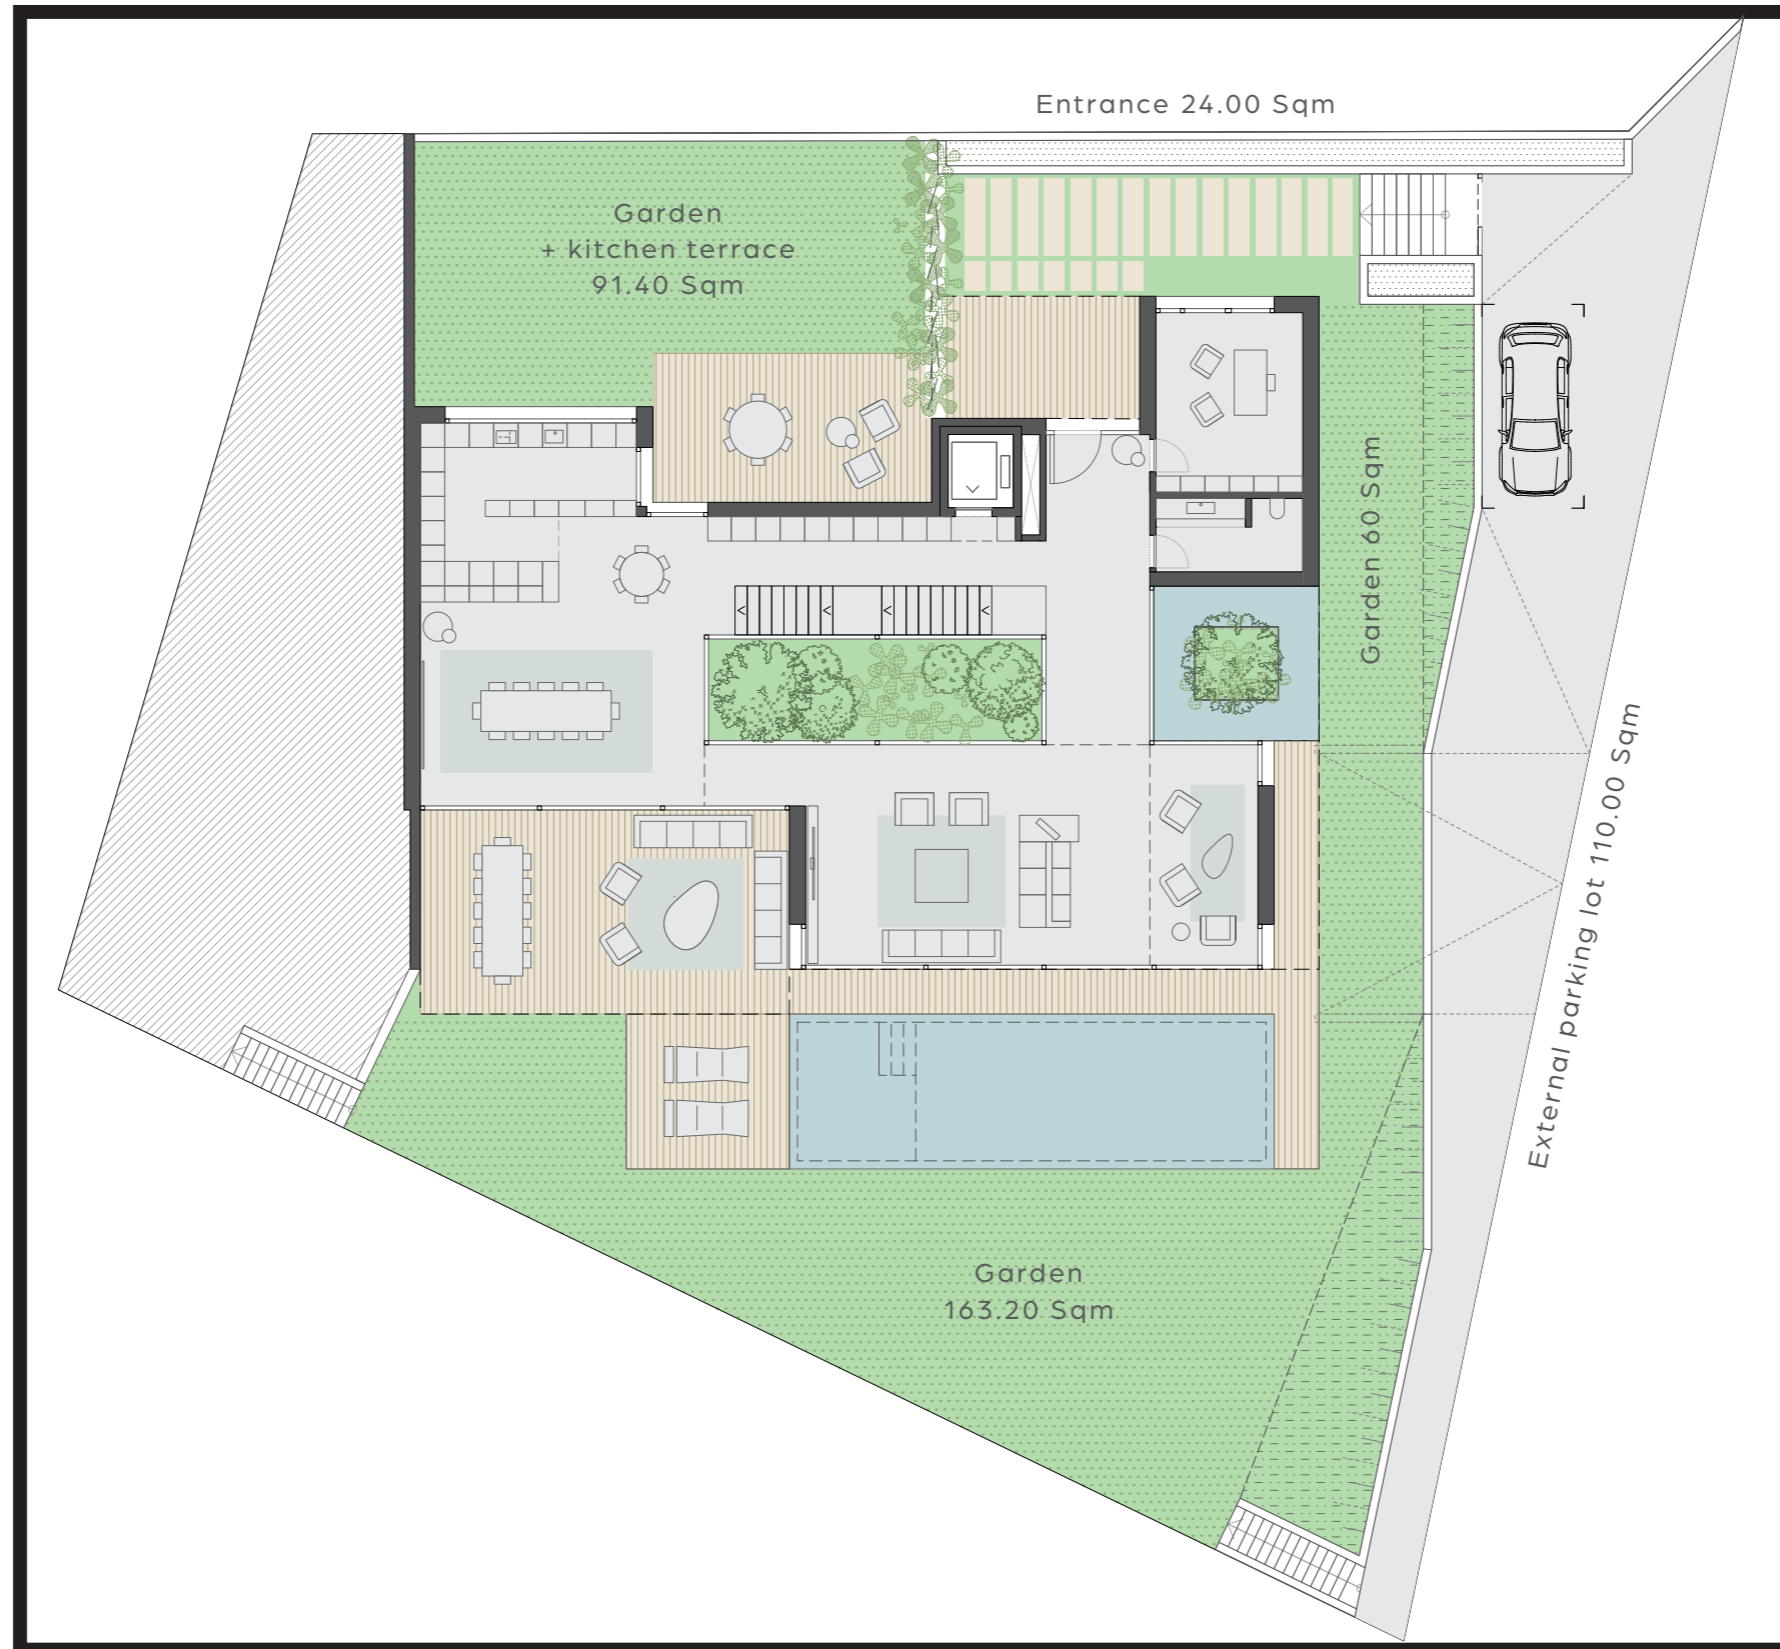 Entrance 24.00 Sqm
Garden
+ kitchen terrace
91.40 Sqm
Garden 60 Sqm
External parking lot 110.00 Sqm
Garden
163.20 Sqm